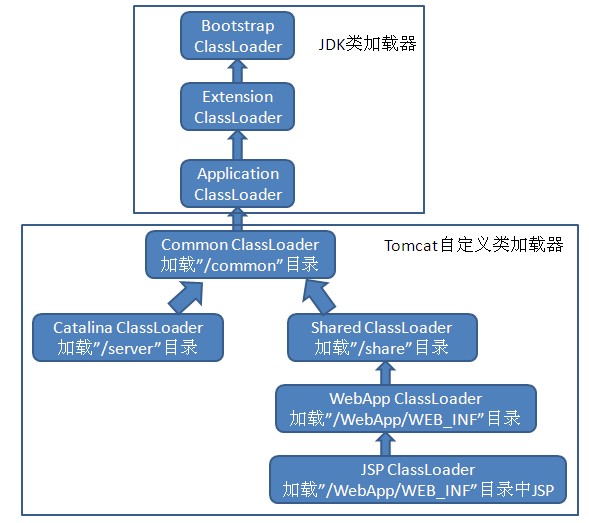 Bootstrap
ClassLoader
JDK类加载器
Extension
ClassLoader
Application
ClassLoader
Common ClassLoader
加载”/common”目录
Tomcat自定义类加载器
Catalina ClassLoader
加载”/server”目录
Shared ClassLoader
加载”/share”目录
WebApp ClassLoader
加载”/WebApp/WEB_INF”目录
JSP ClassLoader
加载”/WebApp/WEB_INF”目录中JSP